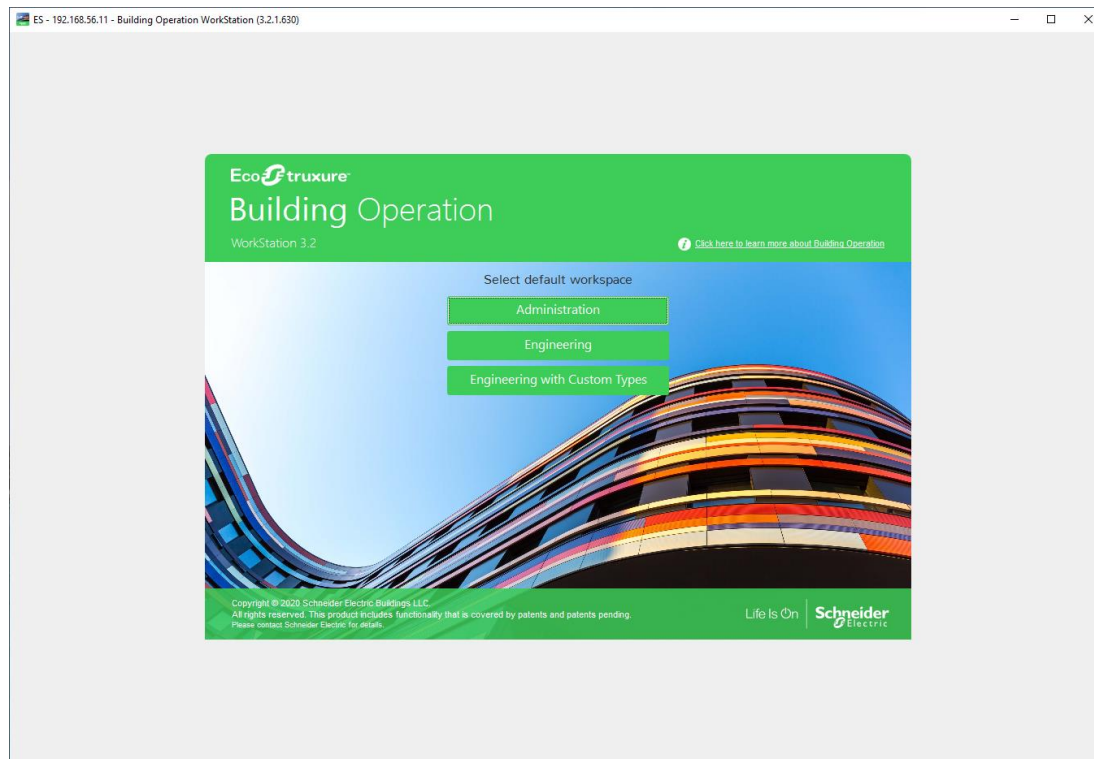 ES - 192.168.56.11 - Building Operation WorkStation (3.2.1.630)
EcoStruxure
Building Operation
WorkStation 3.2
i Click here to learn more about Building Operation
Select default workspace
Administration
Engineering
Engineering with Custom Types
Copyright © 2020 Schneider Electric Buildings LLC.
All rights reserved. This product includes functionality that is covered by patents and patents pending.
Please contact Schneider Electric for details.
Life Is On
Schneider
Electric